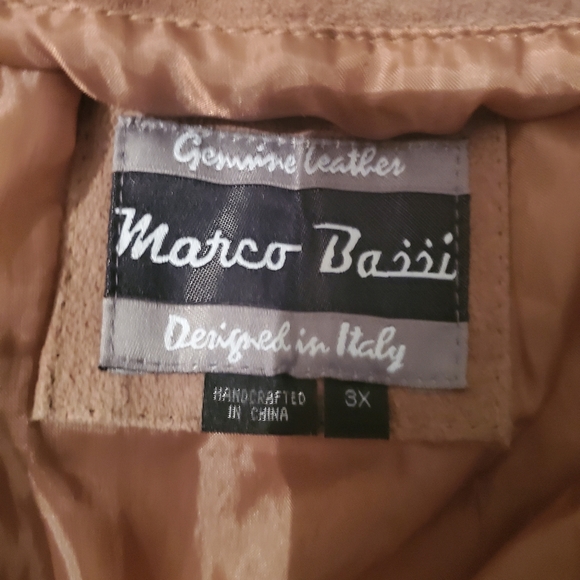 Genuine leather
Marco Bassi
Designed in Italy
HANDCRAFTED
IN CHINA
3X